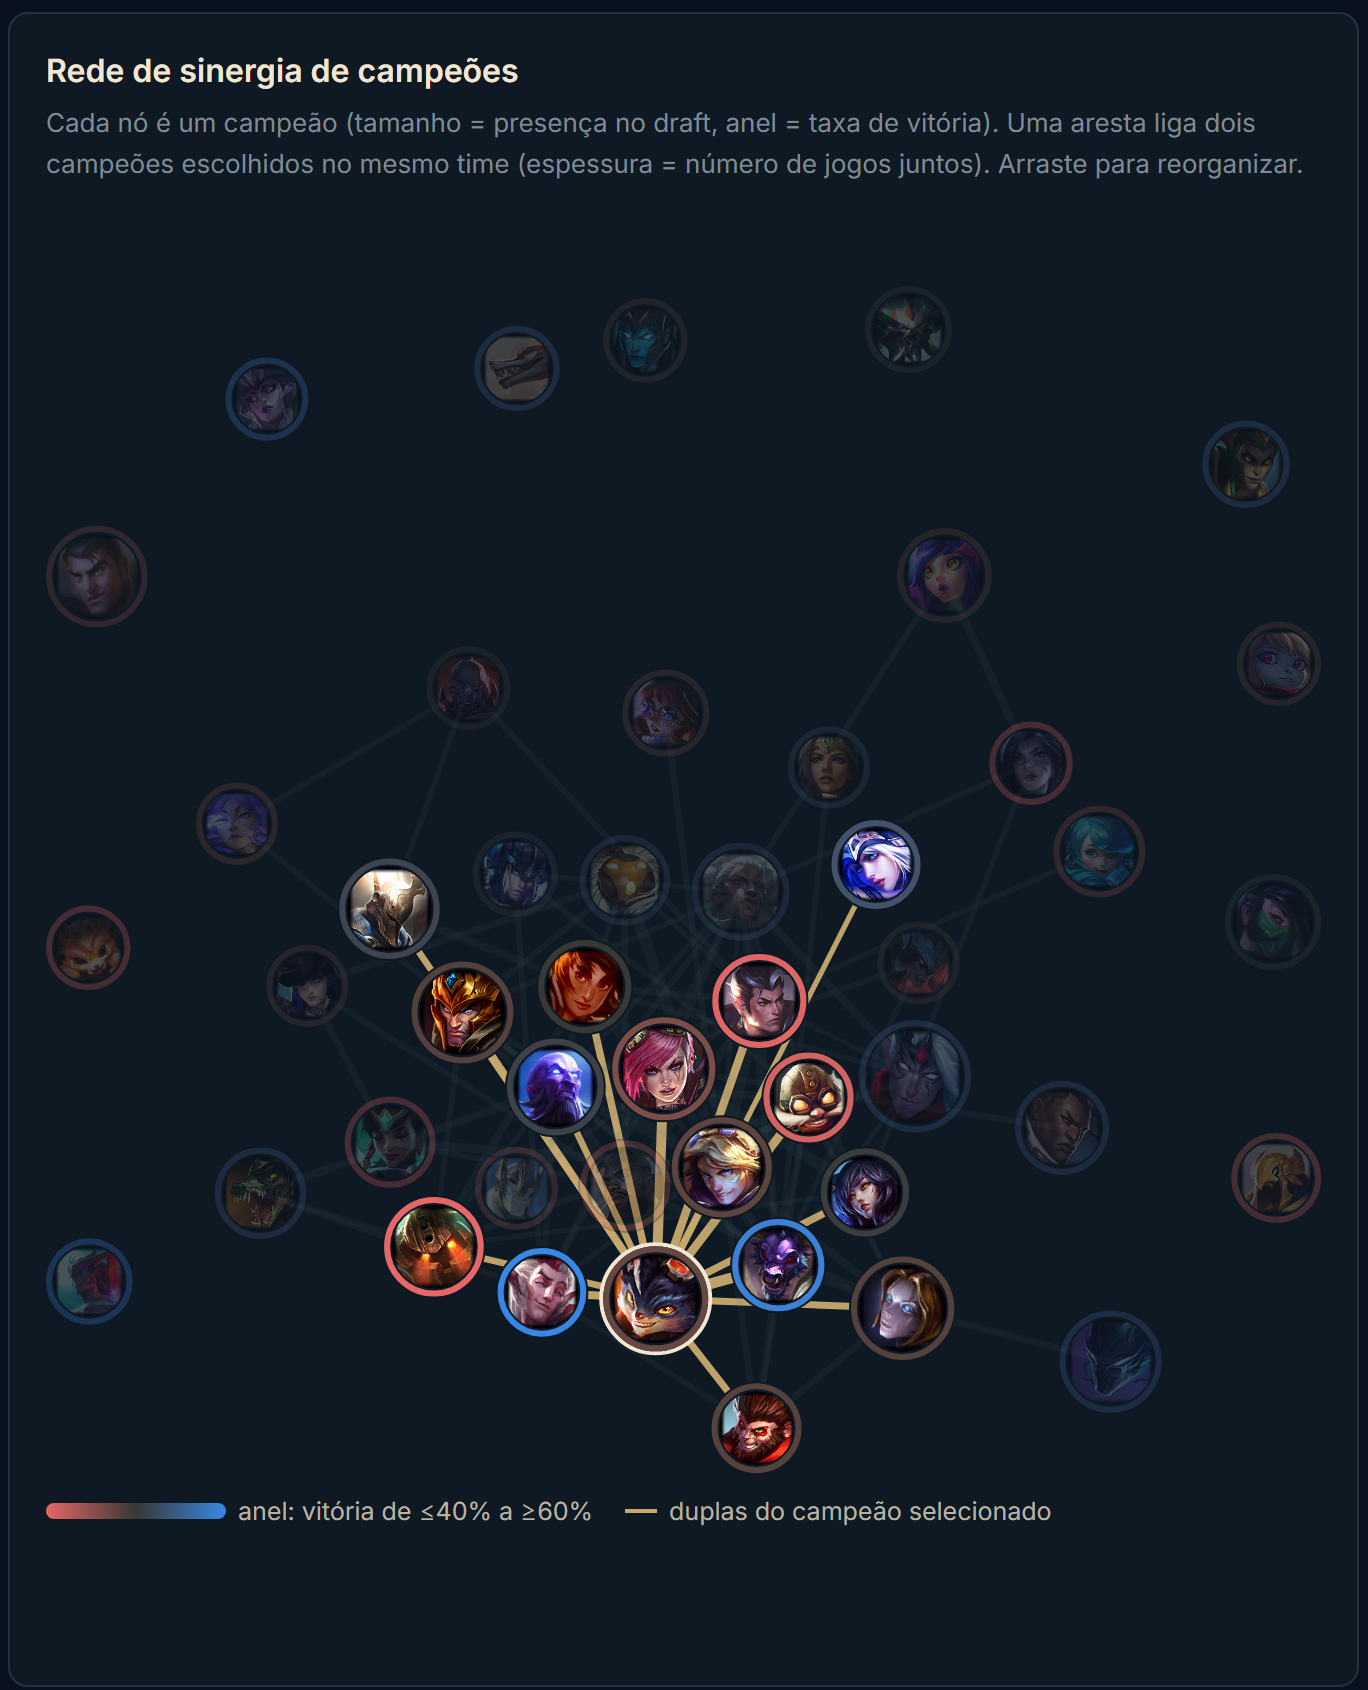 Rede de sinergia de campeões
Cada nó é um campeão (tamanho = presença no draft, anel = taxa de vitória). Uma aresta liga dois
campeões escolhidos no mesmo time (espessura = número de jogos juntos). Arraste para reorganizar.
anel: vitória de ≤40% a ≥60%
duplas do campeão selecionado